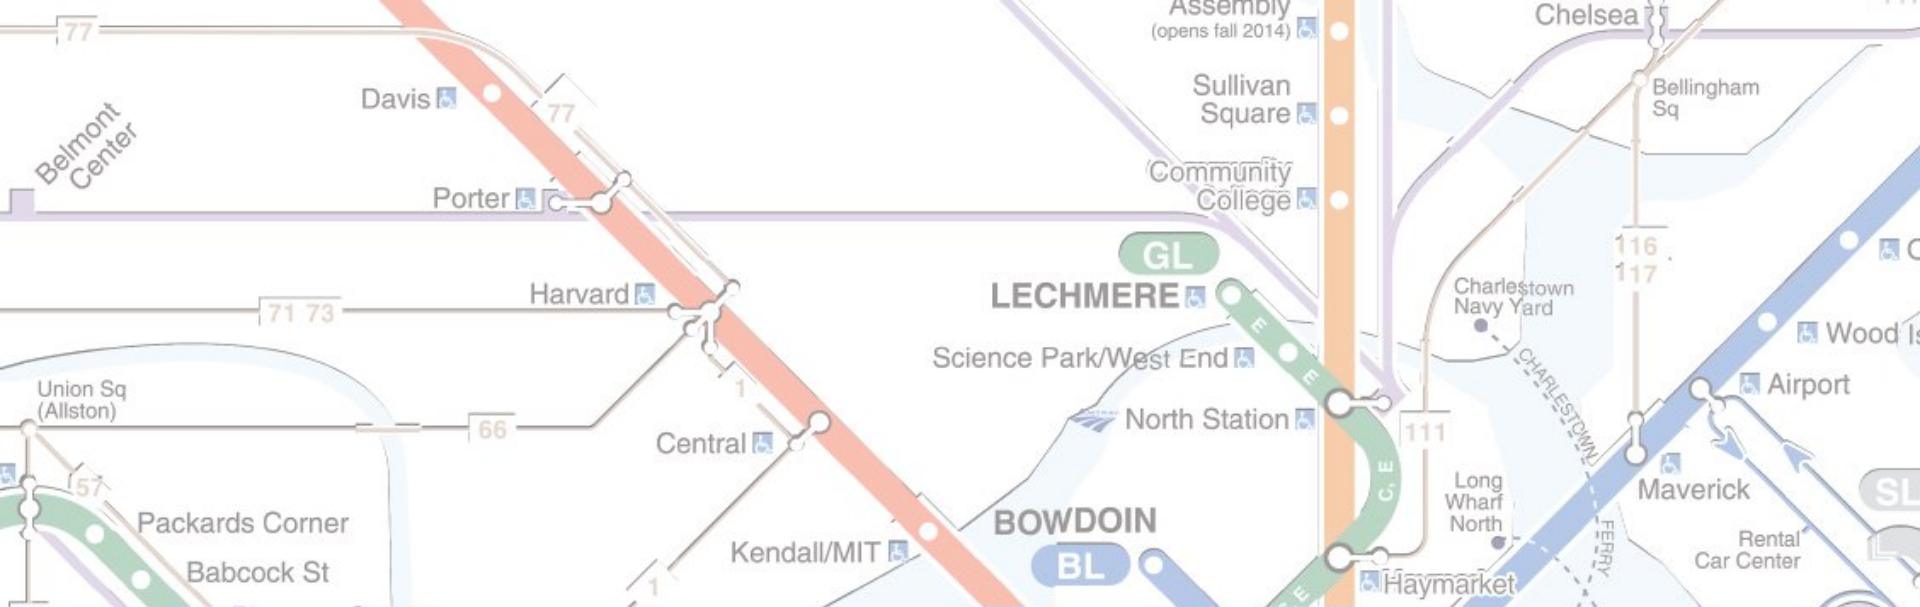 77
Assembly
(opens fall 2014)
Chelsea
Davis
77
Sullivan
Square
Bellingham
Sq
Belmont
Center
Porter
Community
College
GL
116
117
Harvard
71 73
LECHMERE
E
E
Charlestown
Navy Yard
Science Park/West End
CHARLESTOWN
FERRY
Airport
Union Sq
(Allston)
1
66
Central
North Station
111
C, E
57
Packards Corner
Long
Wharf
North
Maverick
SL
Babcock St
Kendall/MIT
BOWDOIN
BL
Rental
Car Center
1
E
Haymarket